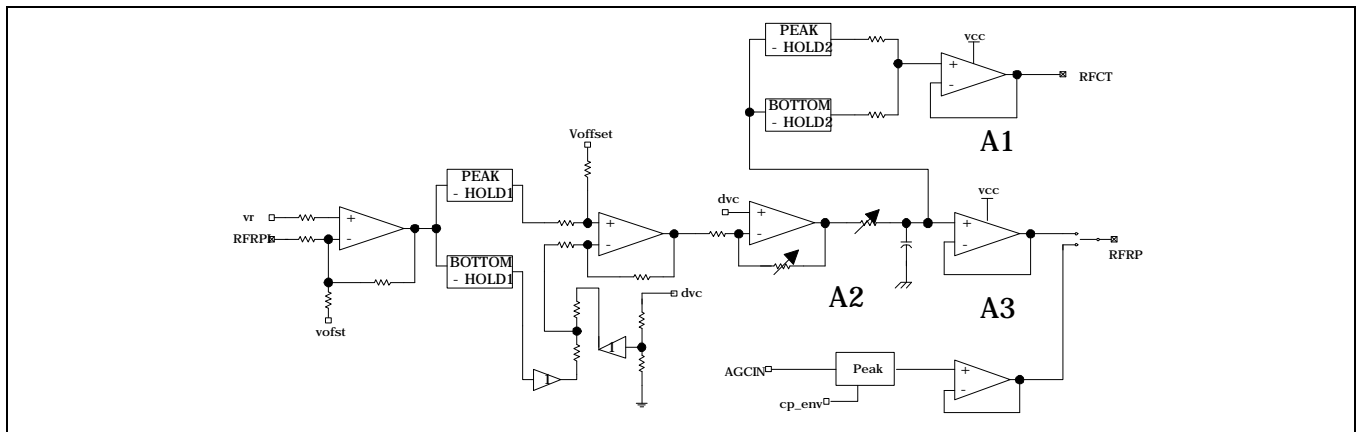 PEAK
- HOLD2
vcc
+
-
RFCT
BOTTOM
- HOLD2
A1
Voffset
PEAK
- HOLD1
dvc
vcc
vr
+
-
RFRPI
+
-
+
-
+
-
RFRP
BOTTOM
- HOLD1
A2
A3
dvc
vofst
1
1
AGCIN
Peak
+
-
cp_env